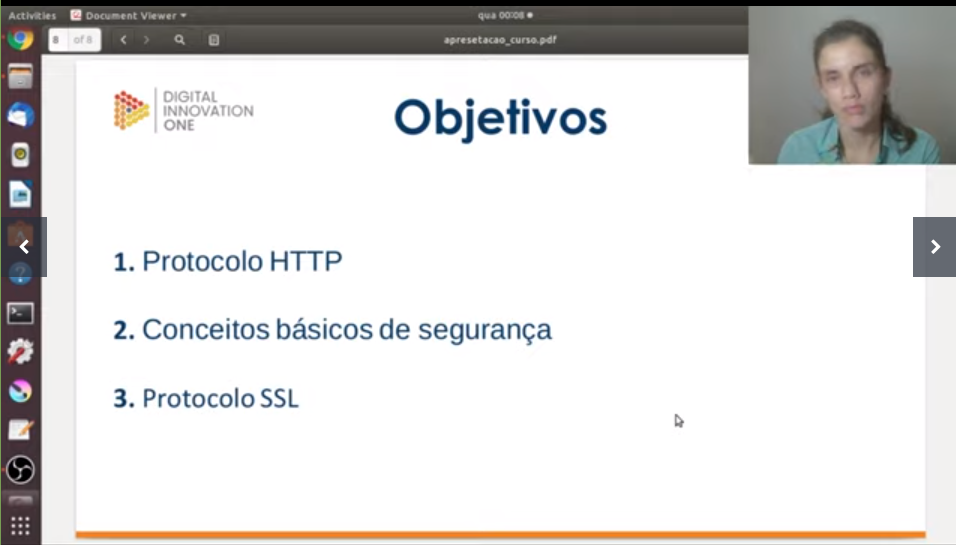 Activities Document Viewer qua 00:08
8 of 8 apresetacao_curso.pdf
DIGITAL
INNOVATION
ONE
Objetivos
1. Protocolo HTTP
2. Conceitos básicos de segurança
3. Protocolo SSL